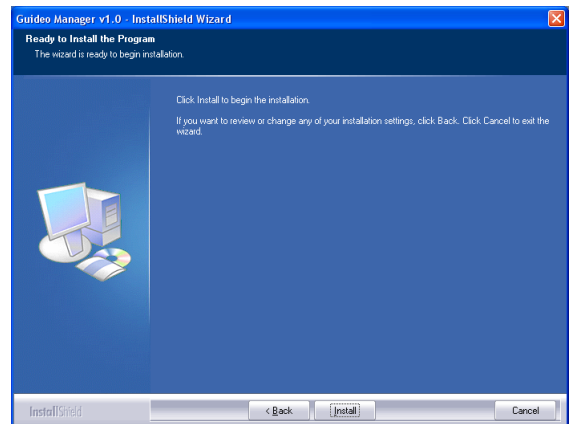 Guideo Manager v1.0 - InstallShield Wizard
Ready to Install the Program
The wizard is ready to begin installation.
Click Install to begin the installation.
If you want to review or change any of your installation settings, click Back. Click Cancel to exit the
wizard.
InstallShield
< Back
Install
Cancel